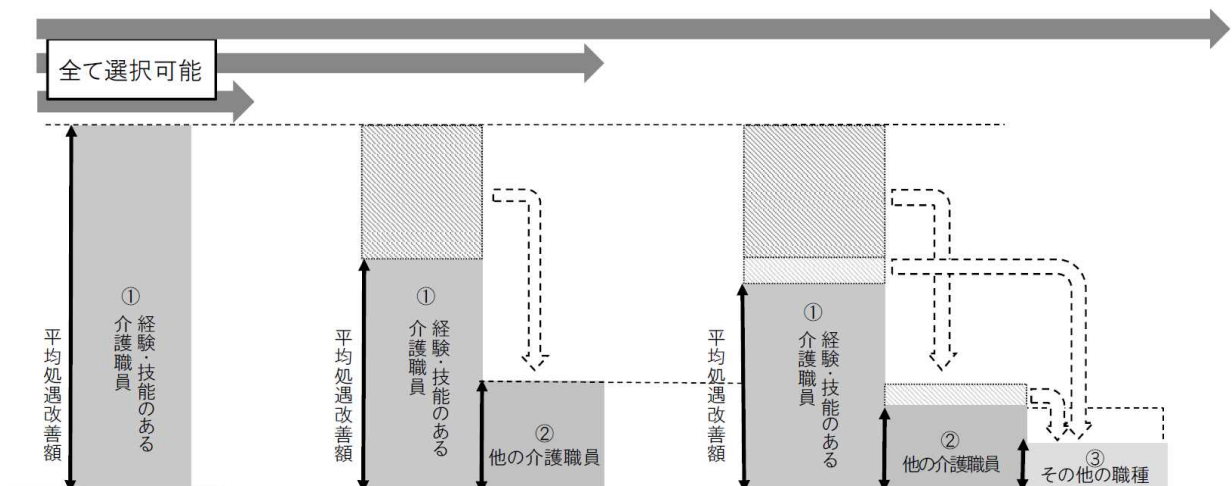 全て選択可能
平均処遇改善額
①
経験・技能のある
介護職員
平均処遇改善額
①
経験・技能のある
介護職員
②
他の介護職員
平均処遇改善額
①
経験・技能のある
介護職員
②
他の介護職員
③
その他の職種